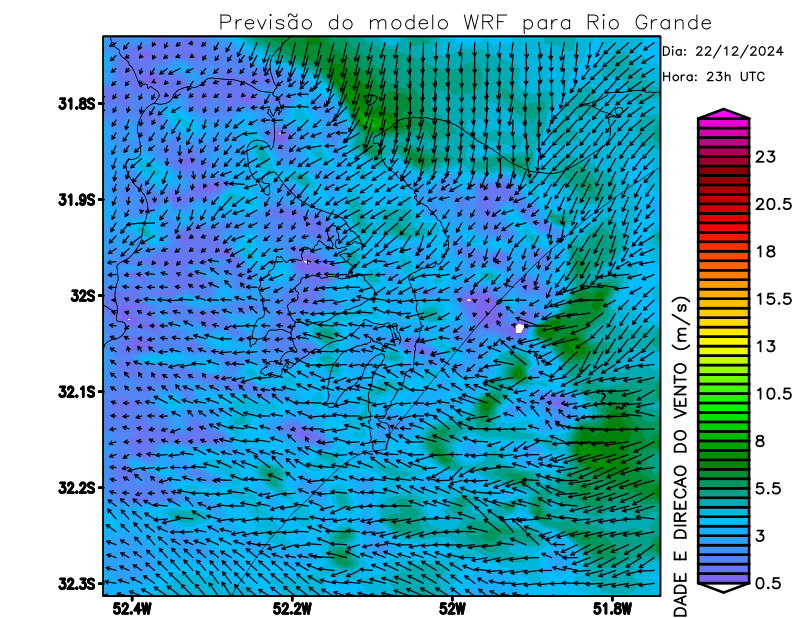 Previsão do modelo WRF para Rio Grande
Dia: 22/12/2024
Hora: 23h UTC
31.8S
31.9S
32S
32.1S
32.2S
32.3S
52.4W
52.2W
52W
51.8W
23
20.5
18
15.5
13
10.5
8
5.5
3
0.5
DADE E DIRECAO DO VENTO (m/s)